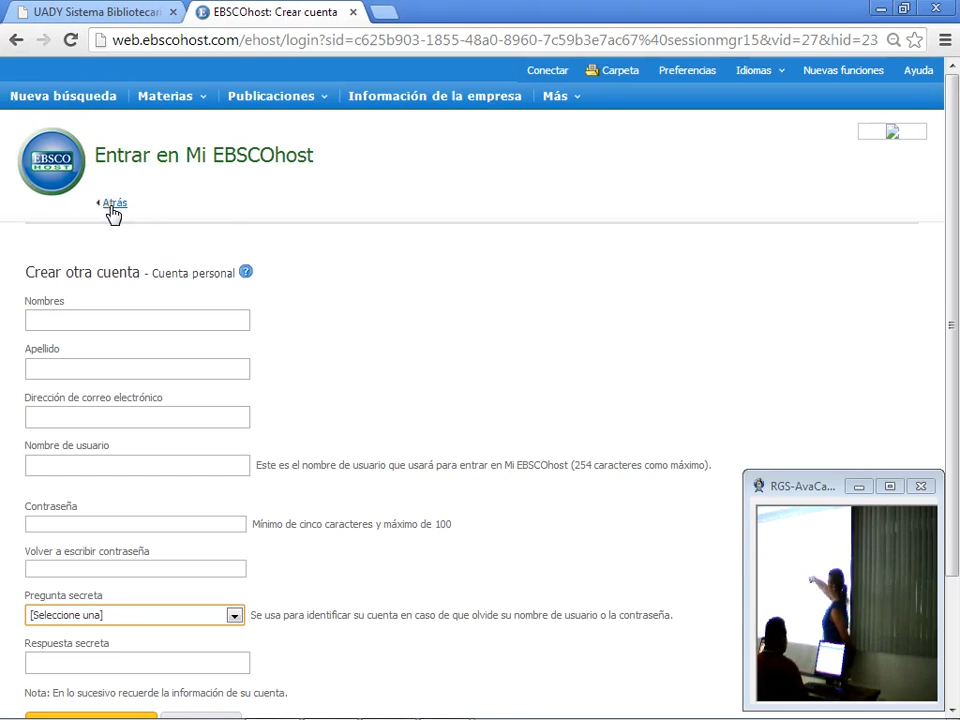 UADY Sistema Bibliotecari
EBSCOhost: Crear cuenta
web.ebscohost.com/ehost/login?sid=c625b903-1855-48a0-8960-7c59b3e7ac67%40sessionmgr15&vid=27&hid=23
Conectar Carpeta Preferencias Idiomas Nuevas funciones Ayuda
Nueva búsqueda Materias Publicaciones Información de la empresa Más
EBSCO
HOST
Entrar en Mi EBSCOhost
Atrás
Crear otra cuenta - Cuenta personal ?
Nombres
Apellido
Dirección de correo electrónico
Nombre de usuario
Este es el nombre de usuario que usará para entrar en Mi EBSCOhost (254 caracteres como máximo).
Contraseña
Mínimo de cinco caracteres y máximo de 100
Volver a escribir contraseña
Pregunta secreta
[Seleccione una]
Se usa para identificar su cuenta en caso de que olvide su nombre de usuario o la contraseña.
Respuesta secreta
Nota: En lo sucesivo recuerde la información de su cuenta.
RGS-AvaCa...